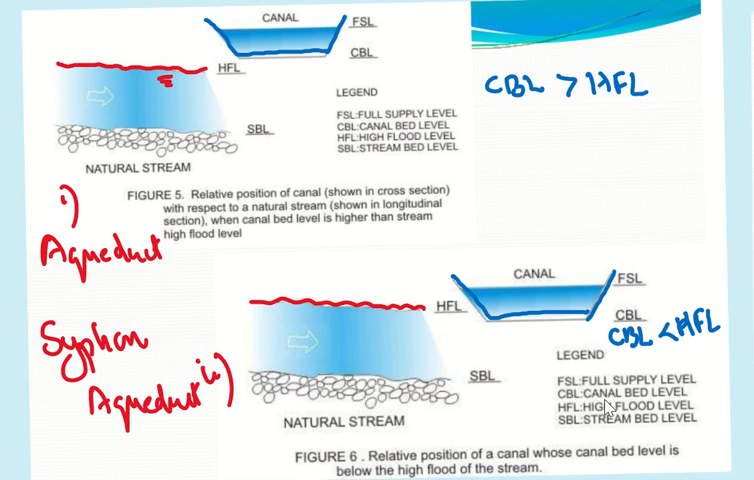 CANAL
FSL
CBL
HFL
CBL > HFL
LEGEND
FSL:FULL SUPPLY LEVEL
CBL:CANAL BED LEVEL
HFL:HIGH FLOOD LEVEL
SBL:STREAM BED LEVEL
SBL
NATURAL STREAM
FIGURE 5. Relative position of canal (shown in cross section)
with respect to a natural stream (shown in longitudinal
section), when canal bed level is higher than stream
high flood level
i)
Aqueduct
CANAL
FSL
HFL
CBL
CBL < HFL
Syphon
Aqueduct ii)
LEGEND
SBL
FSL:FULL SUPPLY LEVEL
CBL:CANAL BED LEVEL
HFL:HIGH FLOOD LEVEL
SBL:STREAM BED LEVEL
NATURAL STREAM
FIGURE 6 . Relative position of a canal whose canal bed level is
below the high flood of the stream.